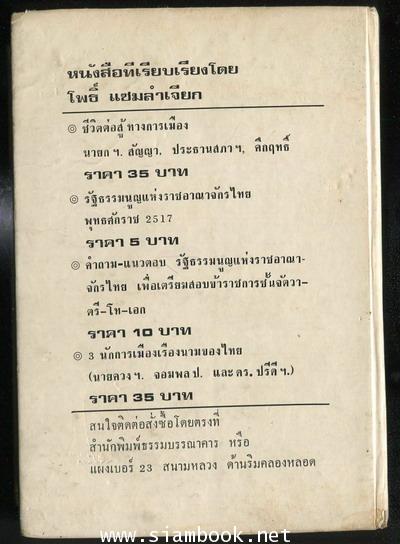 หนังสือที่เรียบเรียงโดย
โพธิ์ แซมลำเจียก
◎ ชีวิตต่อสู้ทางการเมือง
นายก ฯ. สัญญา, ประธานสภา ฯ, คึกฤทธิ์
ราคา 35 บาท
◎ รัฐธรรมนูญแห่งราชอาณาจักรไทย
พุทธศักราช 2517
ราคา 5 บาท
◎ คำถาม-แนวตอบ รัฐธรรมนูญแห่งราชอาณา-
จักรไทย เพื่อเตรียมสอบข้าราชการชั้นจัตวา-
ตรี-โท-เอก
ราคา 10 บาท
◎ 3 นักการเมืองเรืองนามของไทย
(นายควง ฯ. จอมพล ป. และ ดร. ปรีดี ฯ.)
ราคา 35 บาท
สนใจติดต่อสั่งซื้อโดยตรงที่
สำนักพิมพ์ธรรมบรรณาคาร หรือ
แผงเบอร์ 23 สนามหลวง ด้านริมคลองหลอด
www.siambook.net